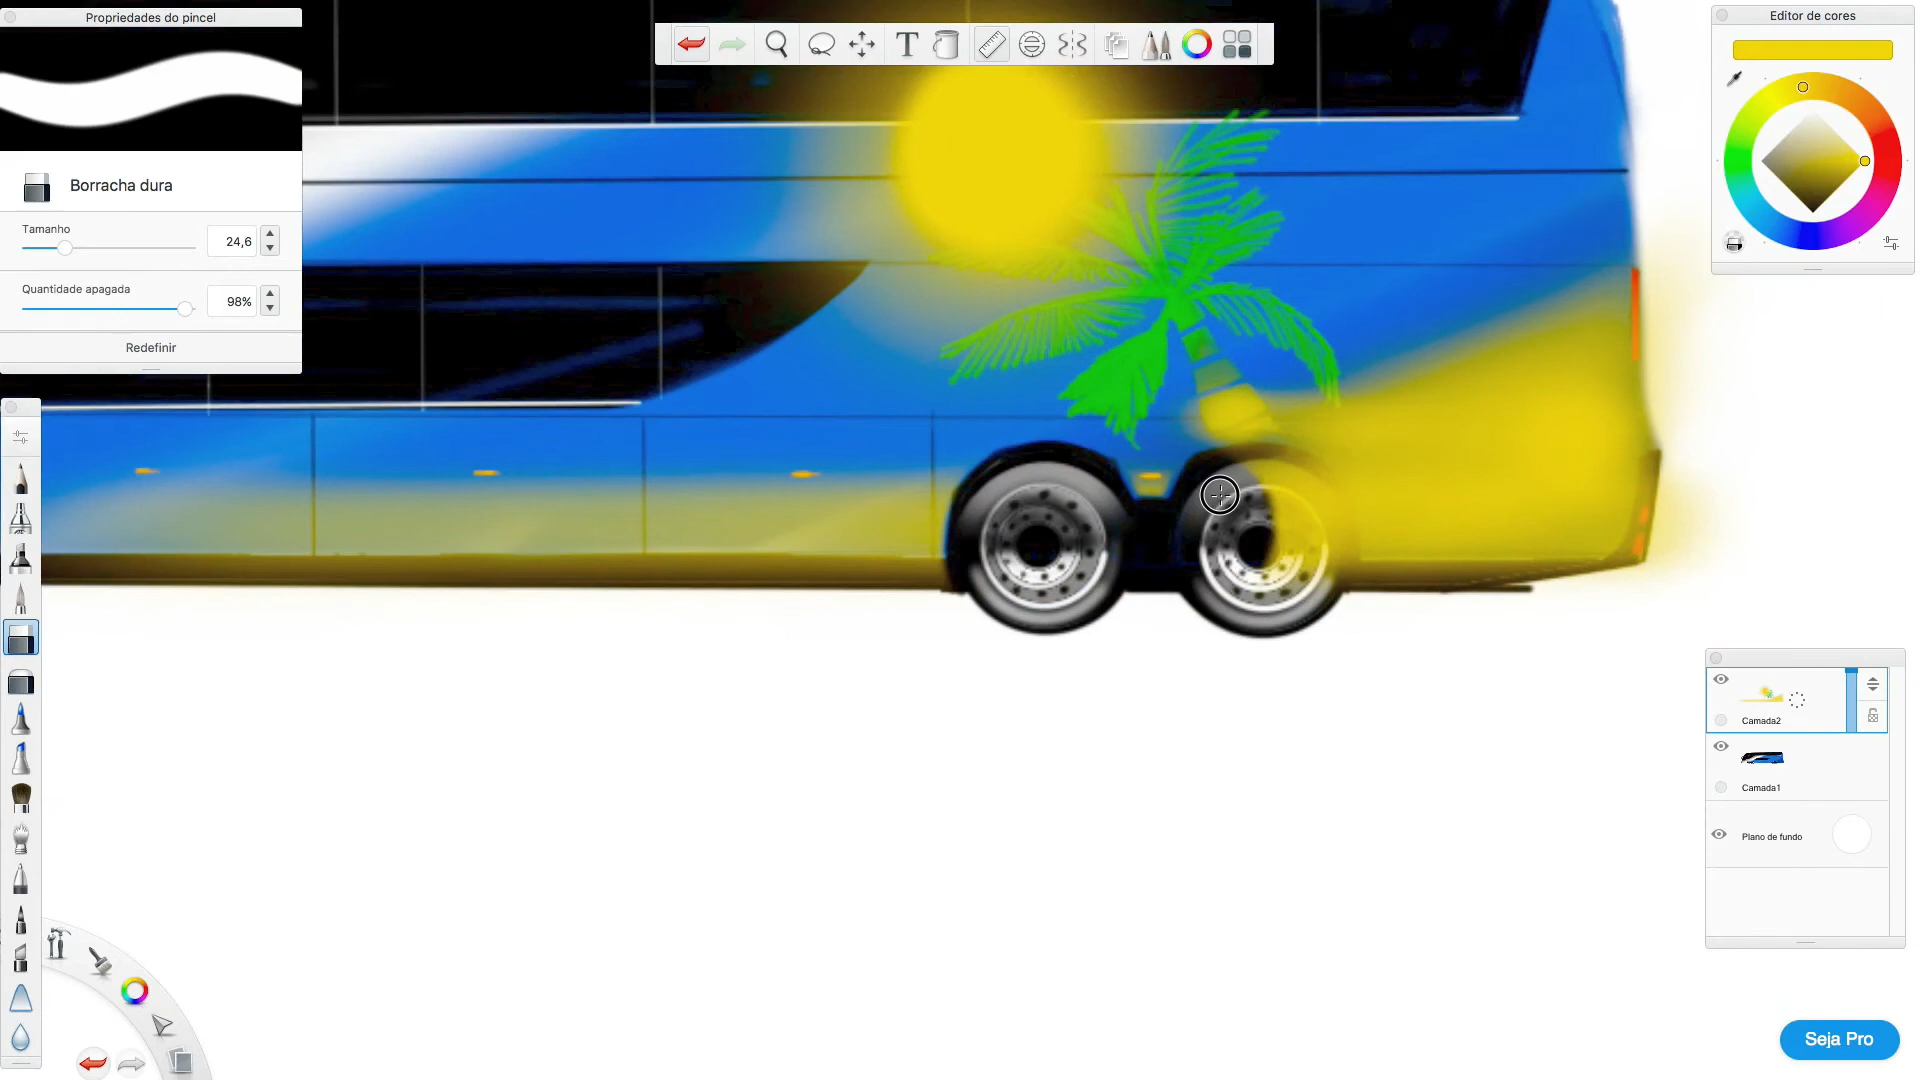 Propriedades do pincel
Borracha dura
Tamanho
24,6
Quantidade apagada
98%
Redefinir
T
Editor de cores
Camada2
Camada1
Plano de fundo
Seja Pro